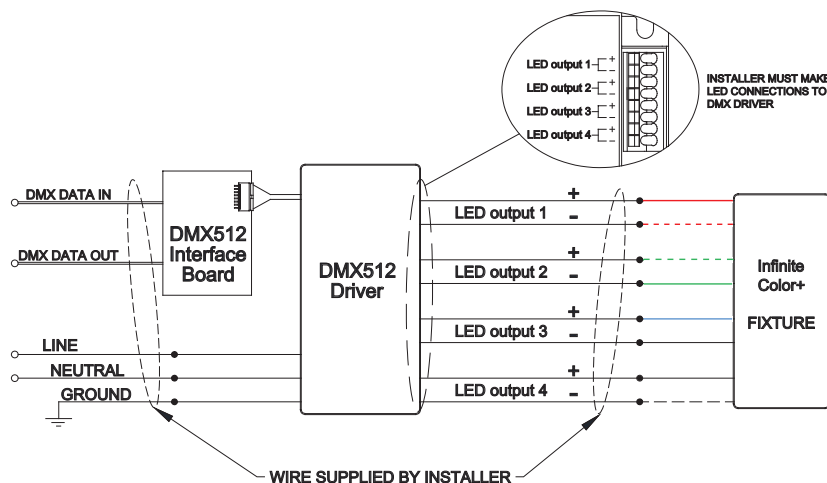 LED output 1 + -
LED output 2 + -
LED output 3 + -
LED output 4 + -
INSTALLER MUST MAKE
LED CONNECTIONS TO
DMX DRIVER
DMX DATA IN
DMX DATA OUT
DMX512
Interface
Board
LINE
NEUTRAL
GROUND
DMX512
Driver
+
LED output 1 -
+
LED output 2 -
+
LED output 3 -
+
LED output 4 -
Infinite
Color+
FIXTURE
WIRE SUPPLIED BY INSTALLER